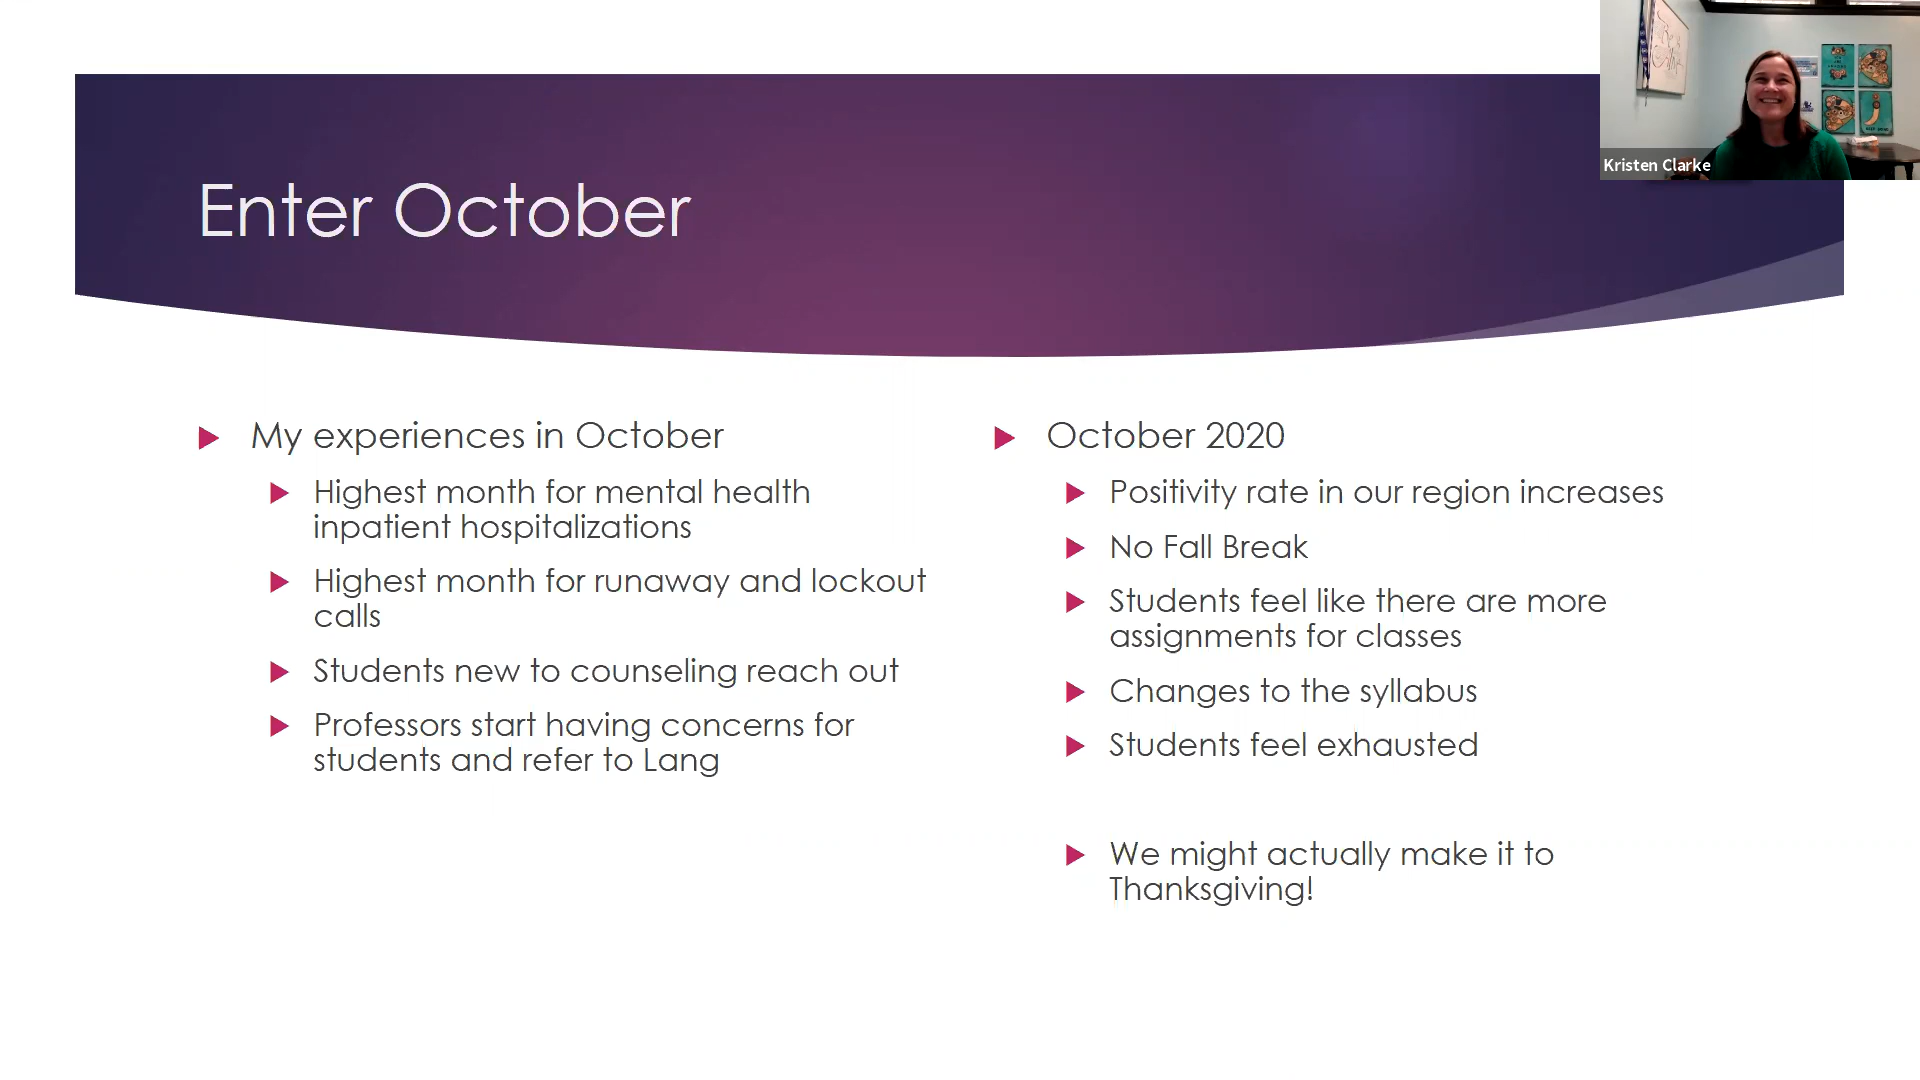 Enter October
My experiences in October
Highest month for mental health
inpatient hospitalizations
Highest month for runaway and lockout
calls
Students new to counseling reach out
Professors start having concerns for
students and refer to Lang
October 2020
Positivity rate in our region increases
No Fall Break
Students feel like there are more
assignments for classes
Changes to the syllabus
Students feel exhausted
We might actually make it to
Thanksgiving!
Kristen Clarke